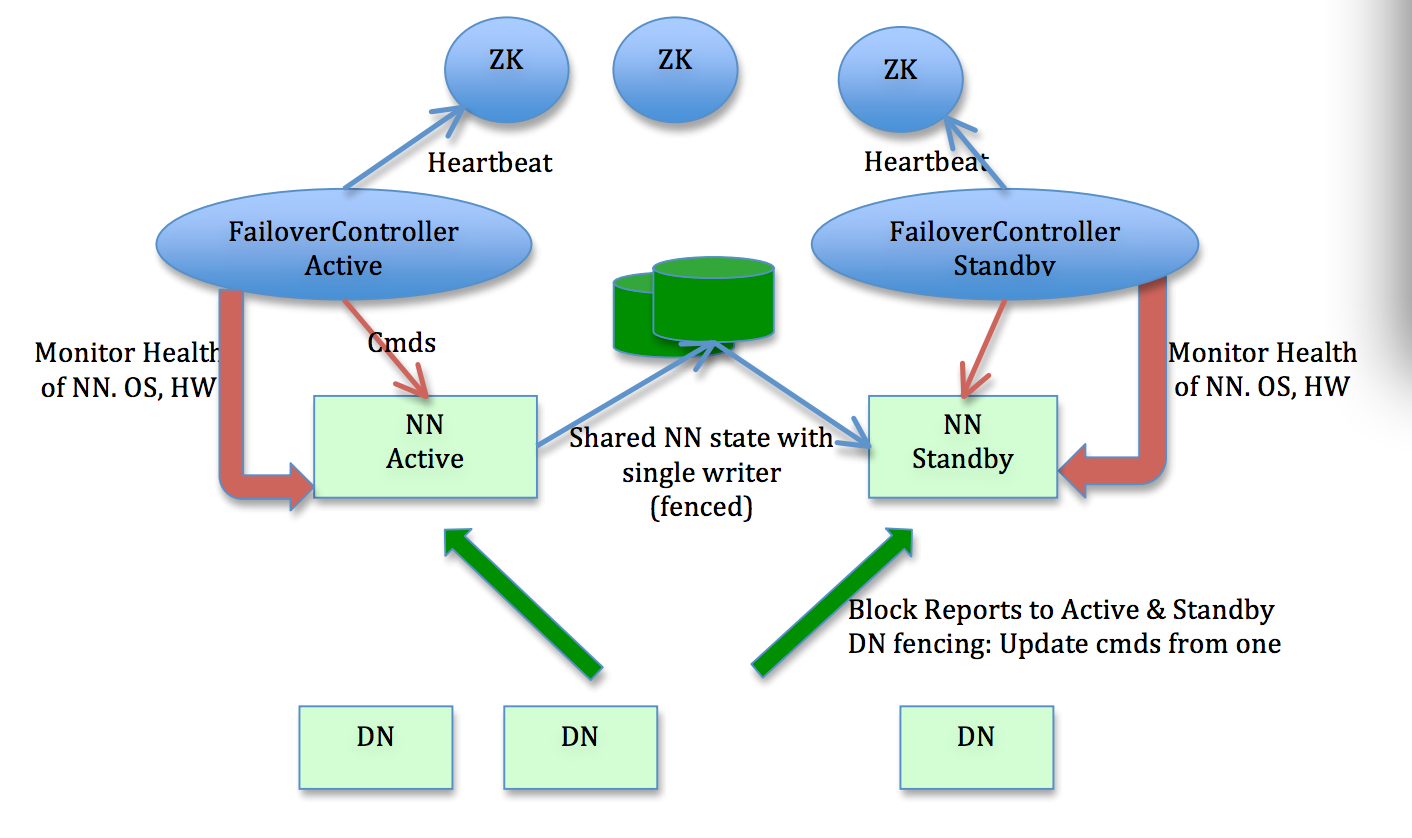 ZK
ZK
ZK
Heartbeat
Heartbeat
FailoverController
Active
FailoverController
Standby
Cmds
Monitor Health
of NN. OS, HW
Monitor Health
of NN. OS, HW
NN
Active
NN
Standby
Shared NN state with
single writer
(fenced)
Block Reports to Active & Standby
DN fencing: Update cmds from one
DN
DN
DN